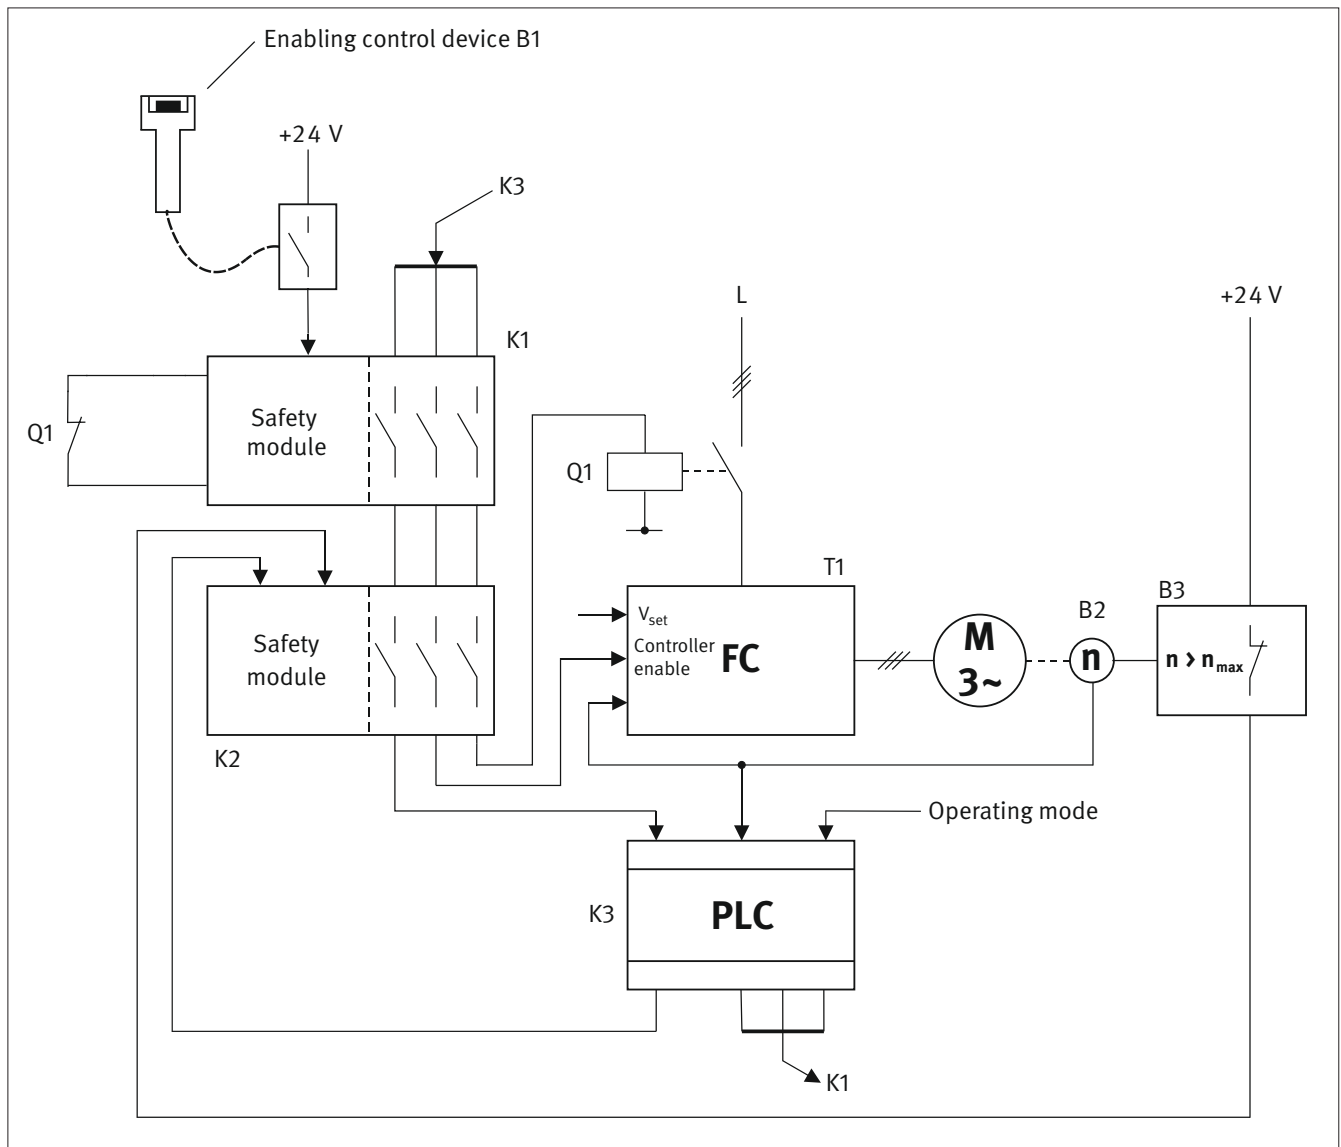 Enabling control device B1
+24 V
K3
L
+24 V
K1
Q1
Safety
module
Q1
T1
B3
B2
V_set
Controller
enable
FC
M
3~
n
n > n_max
Safety
module
K2
Operating mode
K3
PLC
K1